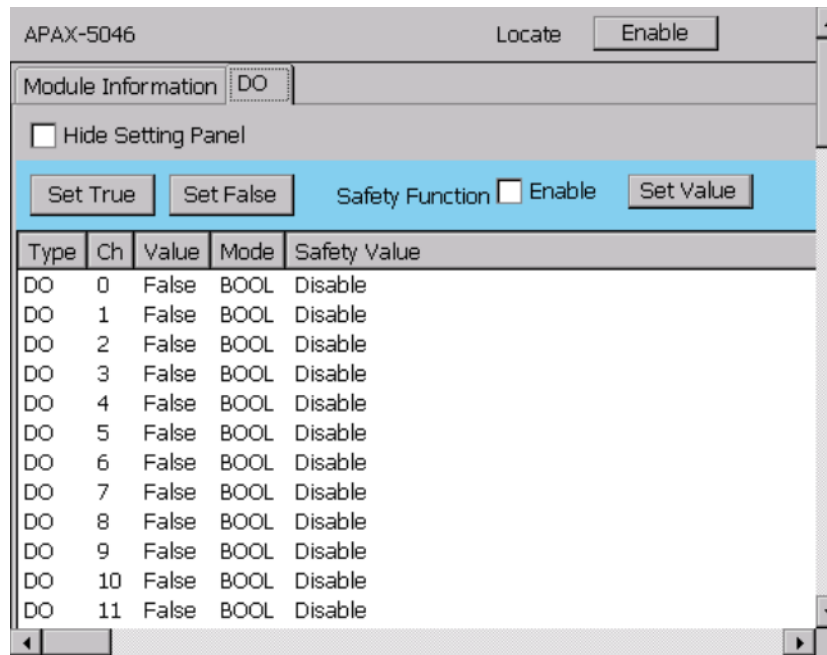 APAX-5046 Locate Enable
Module Information DO
Hide Setting Panel
Set True Set False Safety Function Enable Set Value
Type Ch Value Mode Safety Value
DO 0 False BOOL Disable
DO 1 False BOOL Disable
DO 2 False BOOL Disable
DO 3 False BOOL Disable
DO 4 False BOOL Disable
DO 5 False BOOL Disable
DO 6 False BOOL Disable
DO 7 False BOOL Disable
DO 8 False BOOL Disable
DO 9 False BOOL Disable
DO 10 False BOOL Disable
DO 11 False BOOL Disable